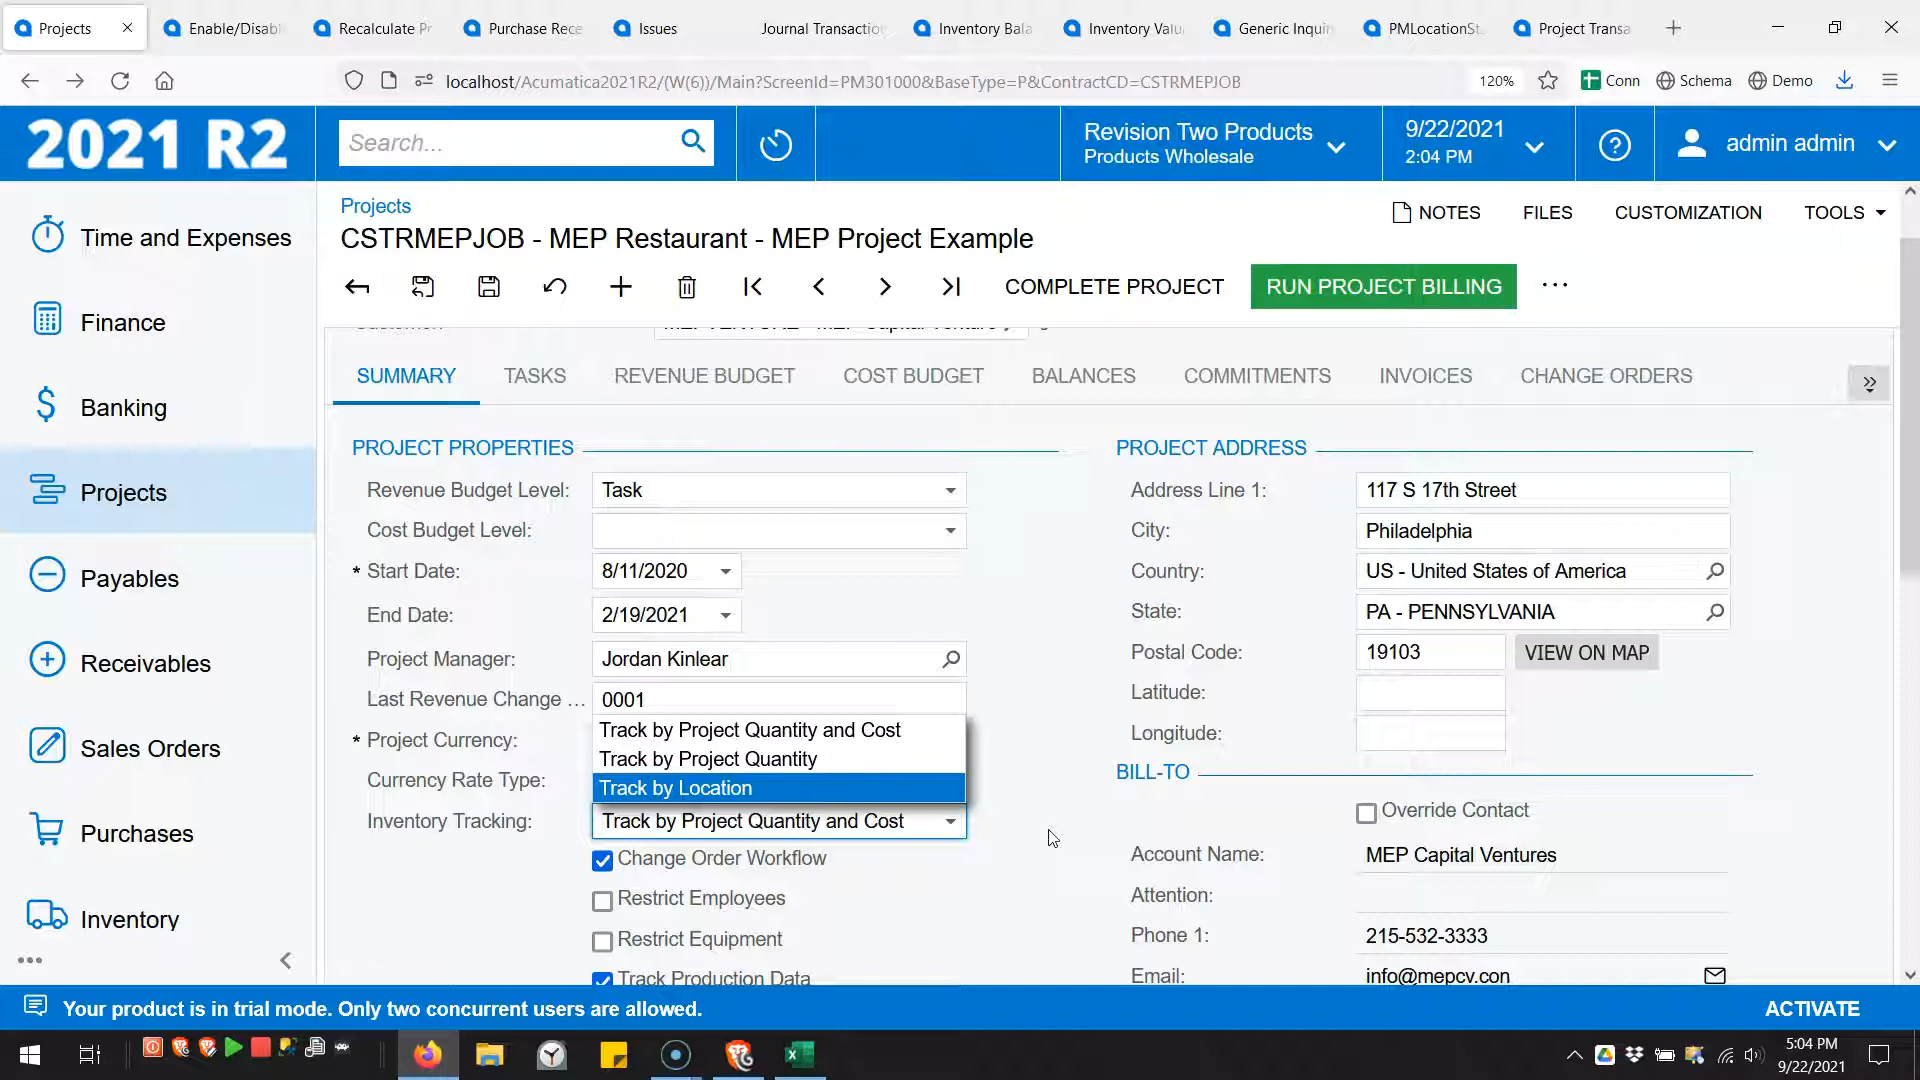 Projects
Enable/Disabl
Recalculate Pr
Purchase Rece
Issues
Journal Transactio
Inventory Bala
Inventory Valu
Generic Inquir
PMLocationSt
Project Transa
localhost/Acumatica2021R2/(W(6))/Main?ScreenId=PM301000&BaseType=P&ContractCD=CSTRMEPJOB
120%
Conn
Schema
Demo
2021 R2
Search...
Revision Two Products
Products Wholesale
9/22/2021
2:04 PM
admin admin
Time and Expenses
Finance
Banking
Projects
Payables
Receivables
Sales Orders
Purchases
Inventory
Projects
CSTRMEPJOB - MEP Restaurant - MEP Project Example
NOTES
FILES
CUSTOMIZATION
TOOLS
COMPLETE PROJECT
RUN PROJECT BILLING
SUMMARY
TASKS
REVENUE BUDGET
COST BUDGET
BALANCES
COMMITMENTS
INVOICES
CHANGE ORDERS
PROJECT PROPERTIES
Revenue Budget Level: Task
Cost Budget Level:
* Start Date: 8/11/2020
End Date: 2/19/2021
Project Manager: Jordan Kinlear
Last Revenue Change ... 0001
* Project Currency:
Currency Rate Type:
Track by Project Quantity and Cost
Track by Project Quantity
Track by Location
Inventory Tracking: Track by Project Quantity and Cost
Change Order Workflow
Restrict Employees
Restrict Equipment
Track Production Data
PROJECT ADDRESS
Address Line 1: 117 S 17th Street
City: Philadelphia
Country: US - United States of America
State: PA - PENNSYLVANIA
Postal Code: 19103
VIEW ON MAP
Latitude:
Longitude:
BILL-TO
Override Contact
Account Name: MEP Capital Ventures
Attention:
Phone 1: 215-532-3333
Email: info@mepcv.con
Your product is in trial mode. Only two concurrent users are allowed.
ACTIVATE
5:04 PM
9/22/2021